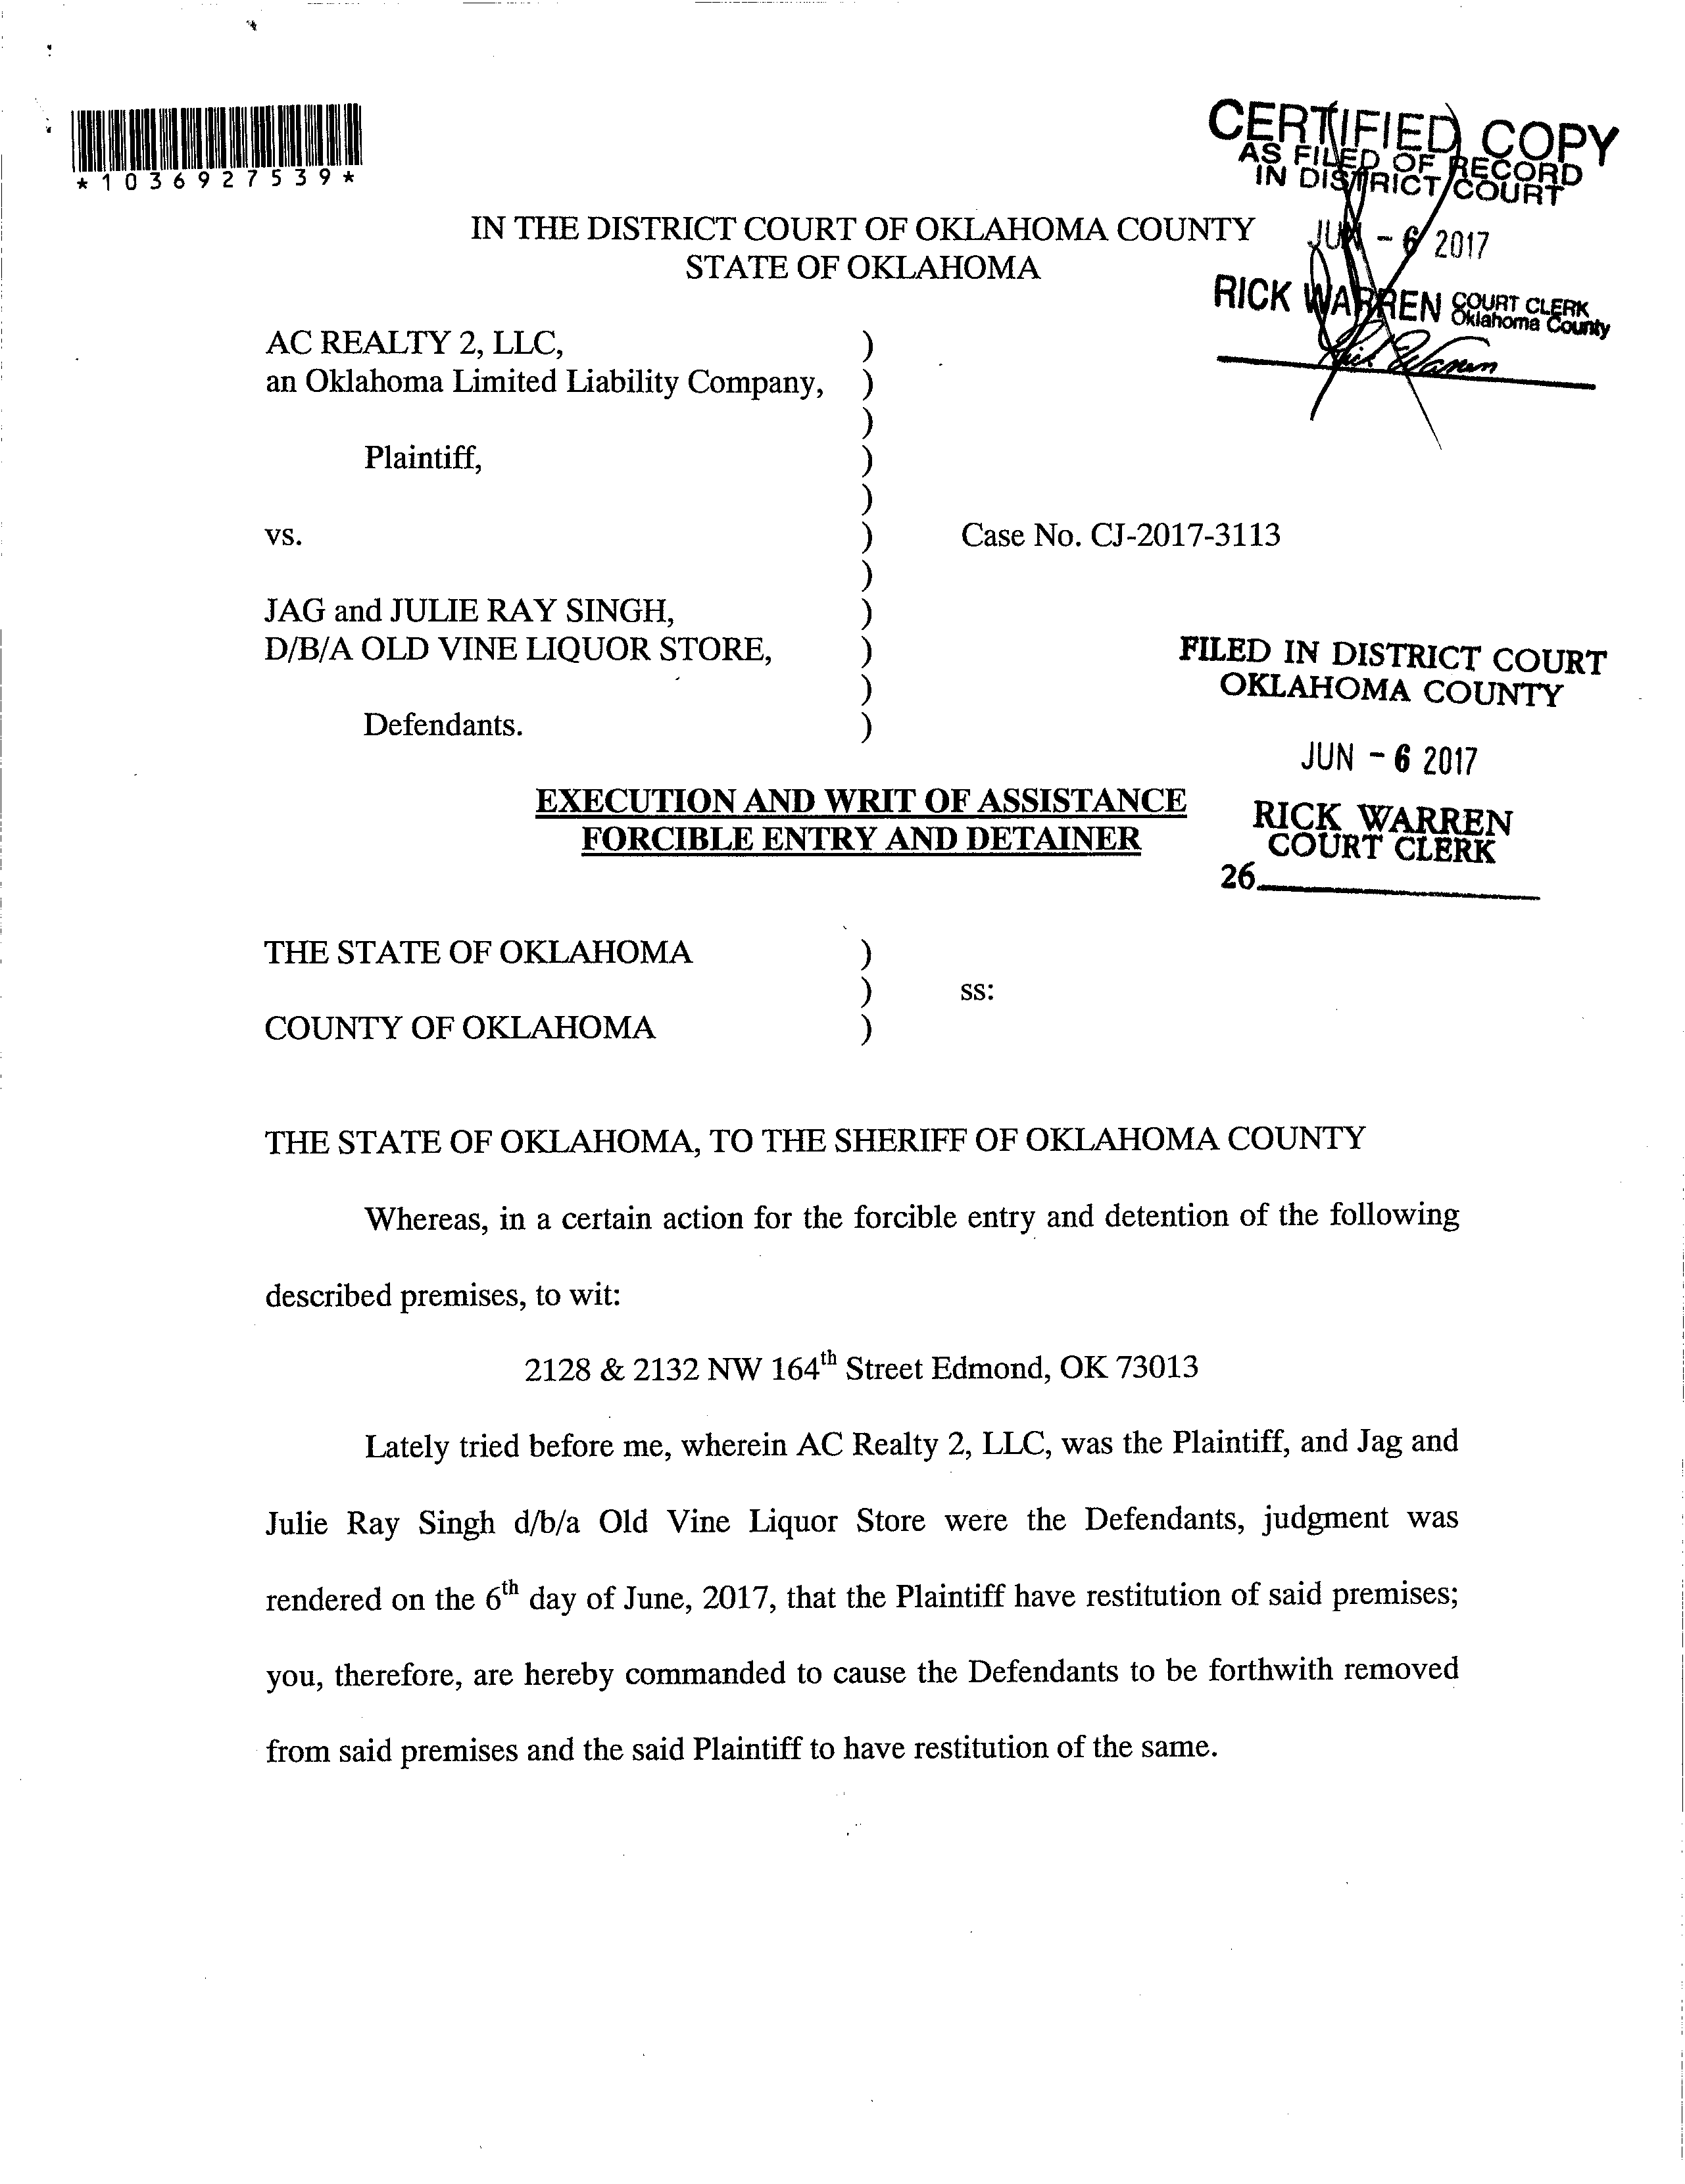 *1036927539*
CERTIFIED COPY
AS FILED OF RECORD
IN DISTRICT COURT
JUN - 6 2017
RICK WARREN COURT CLERK
Oklahoma County
Rick Warren
IN THE DISTRICT COURT OF OKLAHOMA COUNTY
STATE OF OKLAHOMA
AC REALTY 2, LLC, )
an Oklahoma Limited Liability Company, )
)
Plaintiff, )
)
vs. ) Case No. CJ-2017-3113
)
JAG and JULIE RAY SINGH, )
D/B/A OLD VINE LIQUOR STORE, )
)
Defendants. )
FILED IN DISTRICT COURT
OKLAHOMA COUNTY
JUN - 6 2017
RICK WARREN
COURT CLERK
26
EXECUTION AND WRIT OF ASSISTANCE
FORCIBLE ENTRY AND DETAINER
THE STATE OF OKLAHOMA )
) ss:
COUNTY OF OKLAHOMA )
THE STATE OF OKLAHOMA, TO THE SHERIFF OF OKLAHOMA COUNTY
Whereas, in a certain action for the forcible entry and detention of the following
described premises, to wit:
2128 & 2132 NW 164th Street Edmond, OK 73013
Lately tried before me, wherein AC Realty 2, LLC, was the Plaintiff, and Jag and
Julie Ray Singh d/b/a Old Vine Liquor Store were the Defendants, judgment was
rendered on the 6th day of June, 2017, that the Plaintiff have restitution of said premises;
you, therefore, are hereby commanded to cause the Defendants to be forthwith removed
from said premises and the said Plaintiff to have restitution of the same.